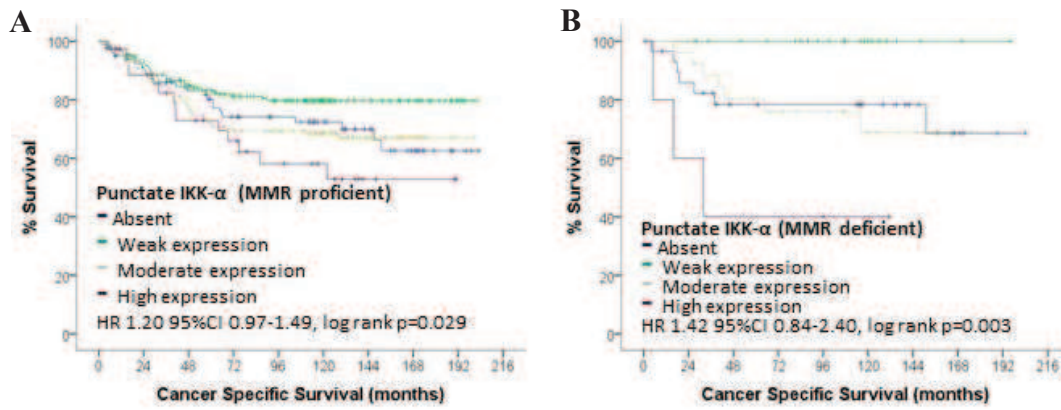 A
% Survival
100
80
60
40
20
0
Punctate IKK-α (MMR proficient)
Absent
Weak expression
Moderate expression
High expression
HR 1.20 95%CI 0.97-1.49, log rank p=0.029
0 24 48 72 96 120 144 168 192 216
Cancer Specific Survival (months)
B
% Survival
100
80
60
40
20
0
Punctate IKK-α (MMR deficient)
Absent
Weak expression
Moderate expression
High expression
HR 1.42 95%CI 0.84-2.40, log rank p=0.003
0 24 48 72 96 120 144 168 192 216
Cancer Specific Survival (months)